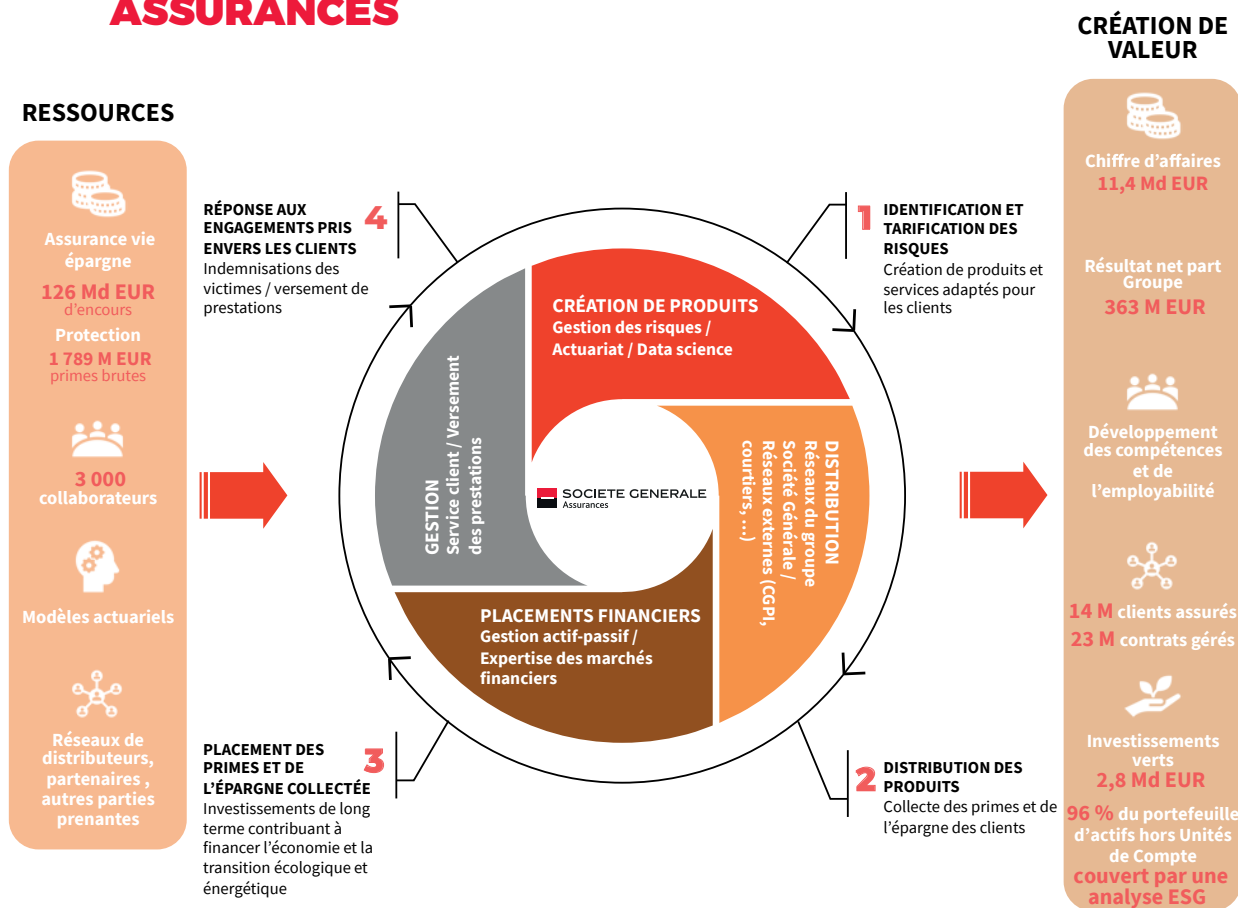 ASSURANCES
RESSOURCES
Assurance vie
épargne
126 Md EUR
d'encours
Protection
1 789 M EUR
primes brutes
3 000
collaborateurs
Modèles actuariels
Réseaux de
distributeurs,
partenaires ,
autres parties
prenantes
4
RÉPONSE AUX
ENGAGEMENTS PRIS
ENVERS LES CLIENTS
Indemnisations des
victimes / versement de
prestations
1
IDENTIFICATION ET
TARIFICATION DES
RISQUES
Création de produits et
services adaptés pour
les clients
CRÉATION DE PRODUITS
Gestion des risques /
Actuariat / Data science
DISTRIBUTION
Réseaux du groupe
Société Générale /
Réseaux externes (CGPI,
courtiers, ...)
PLACEMENTS FINANCIERS
Gestion actif-passif /
Expertise des marchés
financiers
GESTION
Service client / Versement
des prestations
SOCIETE GENERALE
Assurances
3
PLACEMENT DES
PRIMES ET DE
L'ÉPARGNE COLLECTÉE
Investissements de long
terme contribuant à
financer l'économie et la
transition écologique et
énergétique
2
DISTRIBUTION DES
PRODUITS
Collecte des primes et de
l'épargne des clients
CRÉATION DE
VALEUR
Chiffre d'affaires
11,4 Md EUR
Résultat net part
Groupe
363 M EUR
Développement
des compétences
et de
l'employabilité
14 M clients assurés
23 M contrats gérés
Investissements
verts
2,8 Md EUR
96 % du portefeuille
d'actifs hors Unités
de Compte
couvert par une
analyse ESG